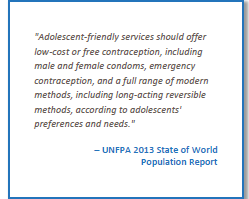 "Adolescent-friendly services should offer
low-cost or free contraception, including
male and female condoms, emergency
contraception, and a full range of modern
methods, including long-acting reversible
methods, according to adolescents'
preferences and needs."
– UNFPA 2013 State of World
Population Report